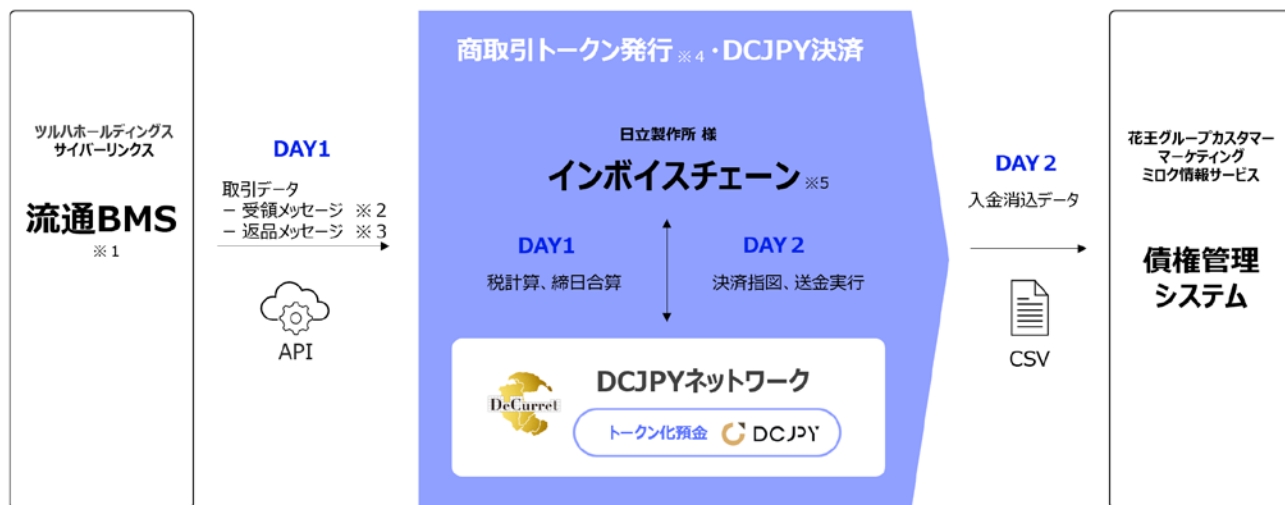 ツルハホールディングス
サイバーリンクス
流通BMS
※1
DAY1
取引データ
− 受領メッセージ ※2
− 返品メッセージ ※3
API
商取引トークン発行※4・DCJPY決済
日立製作所 様
インボイスチェーン※5
DAY1
税計算、締日合算
DAY2
決済指図、送金実行
DCJPYネットワーク
DeCurret
トークン化預金 DCJPY
DAY2
入金消込データ
CSV
花王グループカスタマー
マーケティング
ミロク情報サービス
債権管理
システム